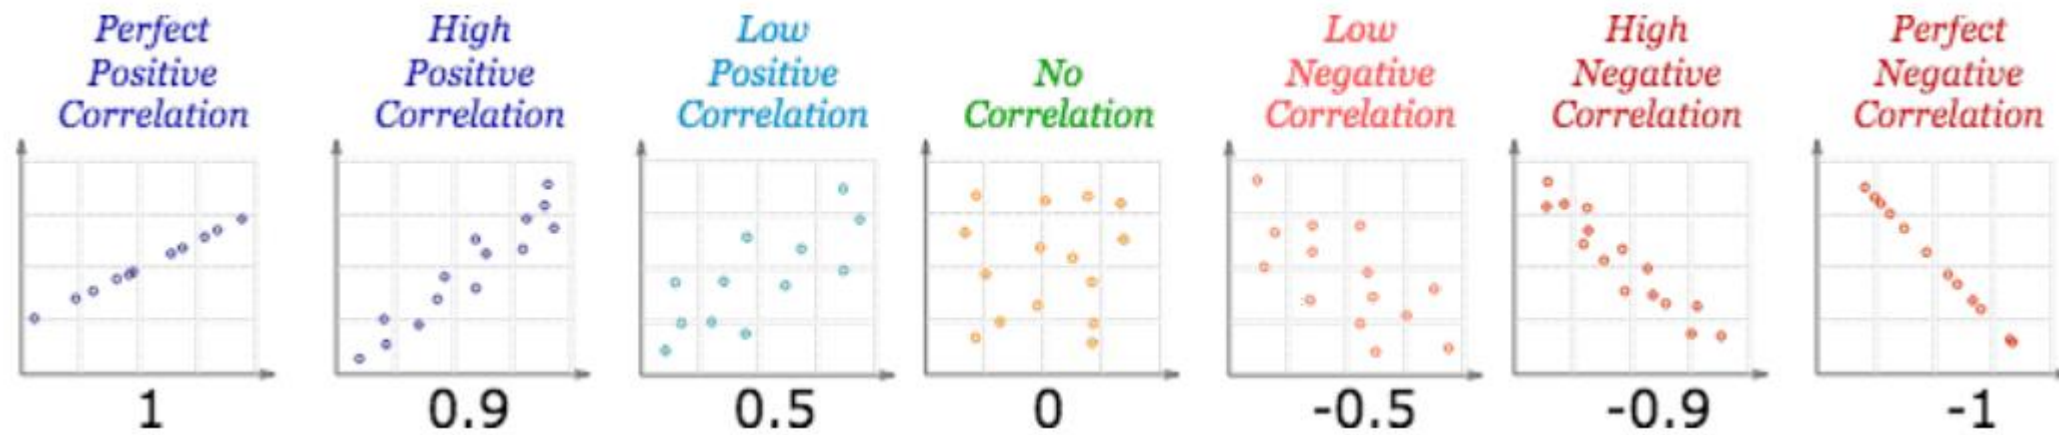 Perfect
Positive
Correlation
High
Positive
Correlation
Low
Positive
Correlation
No
Correlation
Low
Negative
Correlation
High
Negative
Correlation
Perfect
Negative
Correlation
1
0.9
0.5
0
-0.5
-0.9
-1